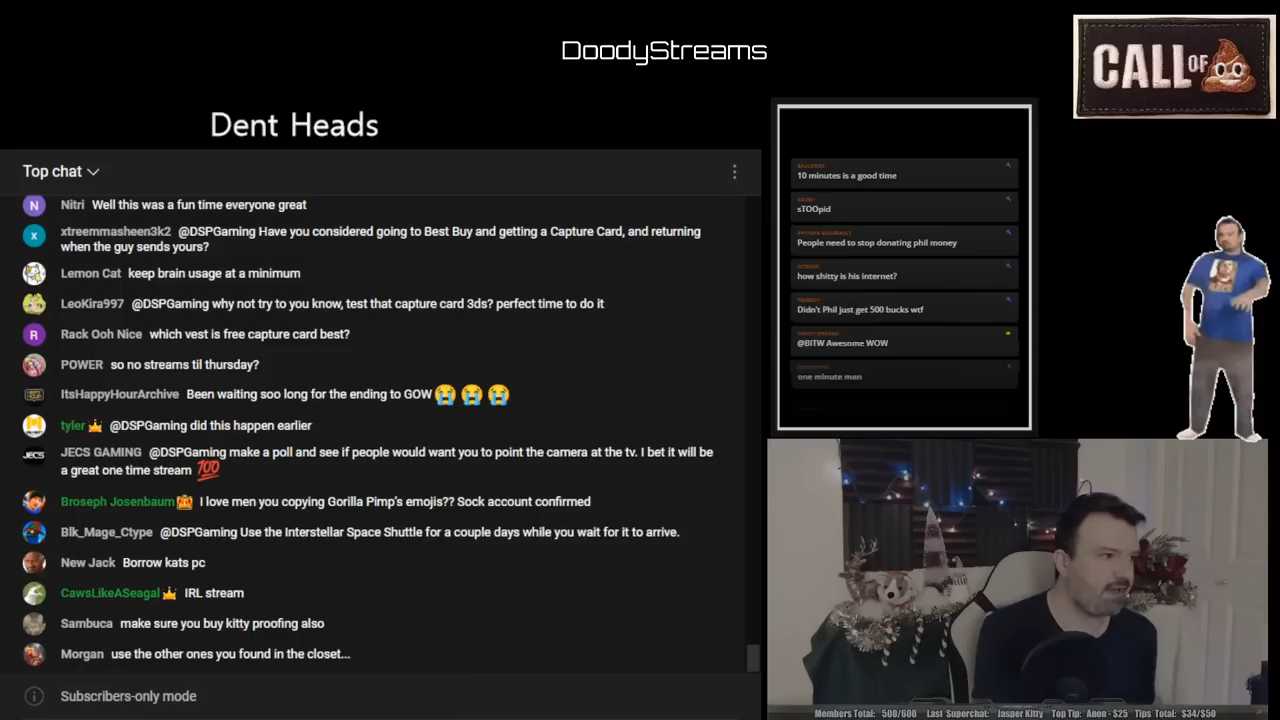 DoodyStreams
CALL OF
Dent Heads
Top chat
N Nitri Well this was a fun time everyone great
x xtreemmasheen3k2 @DSPGaming Have you considered going to Best Buy and getting a Capture Card, and returning
when the guy sends yours?
Lemon Cat keep brain usage at a minimum
LeoKira997 @DSPGaming why not try to you know, test that capture card 3ds? perfect time to do it
R Rack Ooh Nice which vest is free capture card best?
POWER so no streams til thursday?
ItsHappyHourArchive Been waiting soo long for the ending to GOW 😭 😭 😭
tyler @DSPGaming did this happen earlier
JECS JECS GAMING @DSPGaming make a poll and see if people would want you to point the camera at the tv. I bet it will be
a great one time stream 💯
Broseph Josenbaum I love men you copying Gorilla Pimp's emojis?? Sock account confirmed
Blk_Mage_Ctype @DSPGaming Use the Interstellar Space Shuttle for a couple days while you wait for it to arrive.
New Jack Borrow kats pc
CawsLikeASeagal IRL stream
Sambuca make sure you buy kitty proofing also
Morgan use the other ones you found in the closet...
Subscribers-only mode
10 minutes is a good time
sTOOpid
People need to stop donating phil money
how shitty is his internet?
Didn't Phil just get 500 bucks wtf
@BITW Awesome WOW
one minute man
Members Total: 500/600 Last Superchat: Jasper Kitty Top Tip: Anon - $25 Tips Total: $34/$50